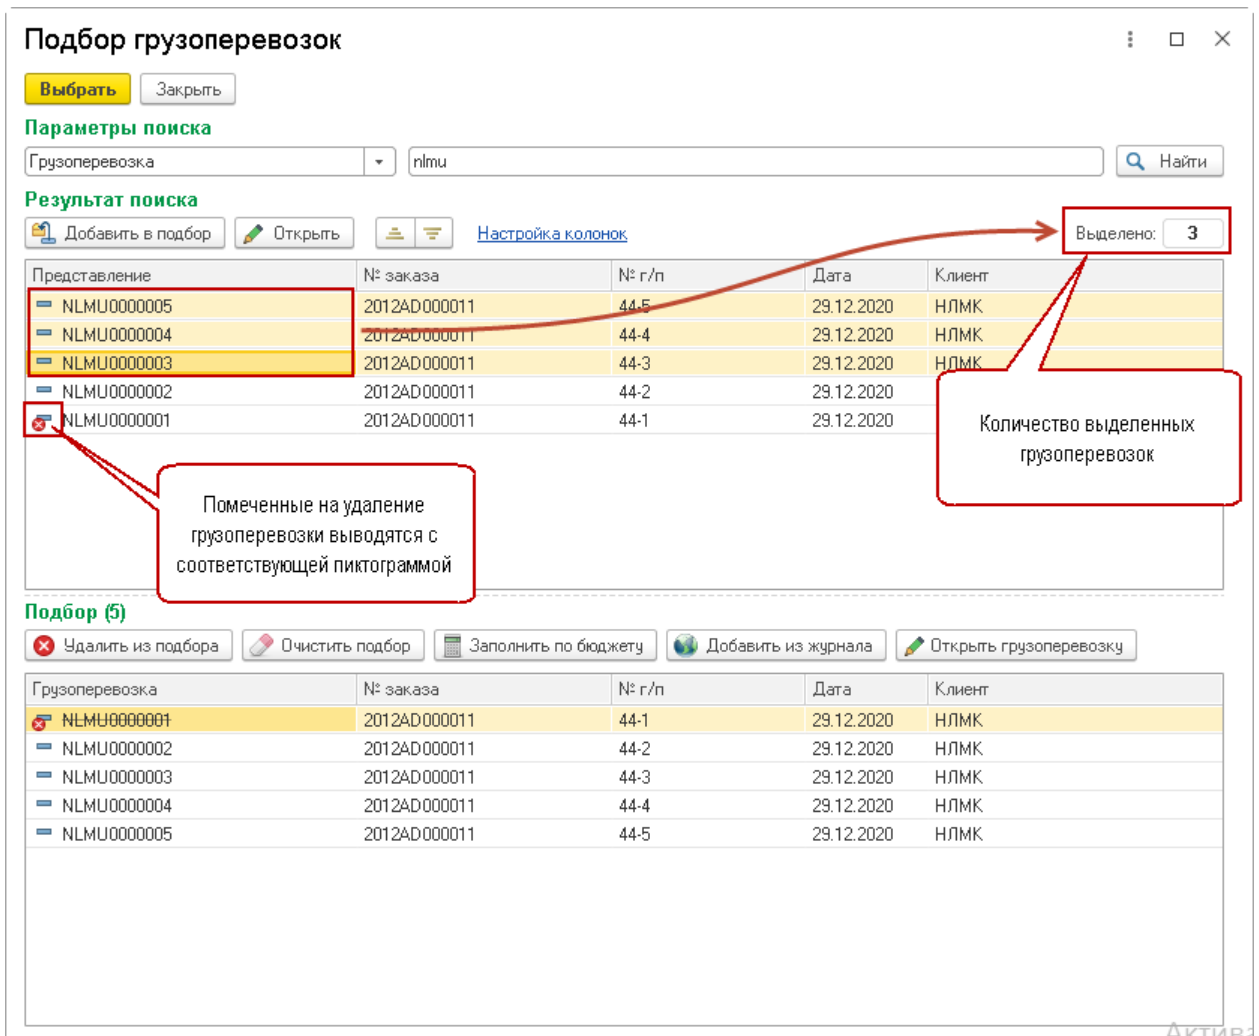 Подбор грузоперевозок
Выбрать Закрыть
Параметры поиска
Грузоперевозка nlmu Найти
Результат поиска
Добавить в подбор Открыть Настройка колонок Выделено: 3
Представление № заказа № г/п Дата Клиент
NLMU0000005 2012AD000011 44-5 29.12.2020 НЛМК
NLMU0000004 2012AD000011 44-4 29.12.2020 НЛМК
NLMU0000003 2012AD000011 44-3 29.12.2020 НЛМК
NLMU0000002 2012AD000011 44-2 29.12.2020
NLMU0000001 2012AD000011 44-1 29.12.2020
Количество выделенных
грузоперевозок
Помеченные на удаление
грузоперевозки выводятся с
соответствующей пиктограммой
Подбор (5)
Удалить из подбора Очистить подбор Заполнить по бюджету Добавить из журнала Открыть грузоперевозку
Грузоперевозка № заказа № г/п Дата Клиент
NLMU0000001 2012AD000011 44-1 29.12.2020 НЛМК
NLMU0000002 2012AD000011 44-2 29.12.2020 НЛМК
NLMU0000003 2012AD000011 44-3 29.12.2020 НЛМК
NLMU0000004 2012AD000011 44-4 29.12.2020 НЛМК
NLMU0000005 2012AD000011 44-5 29.12.2020 НЛМК